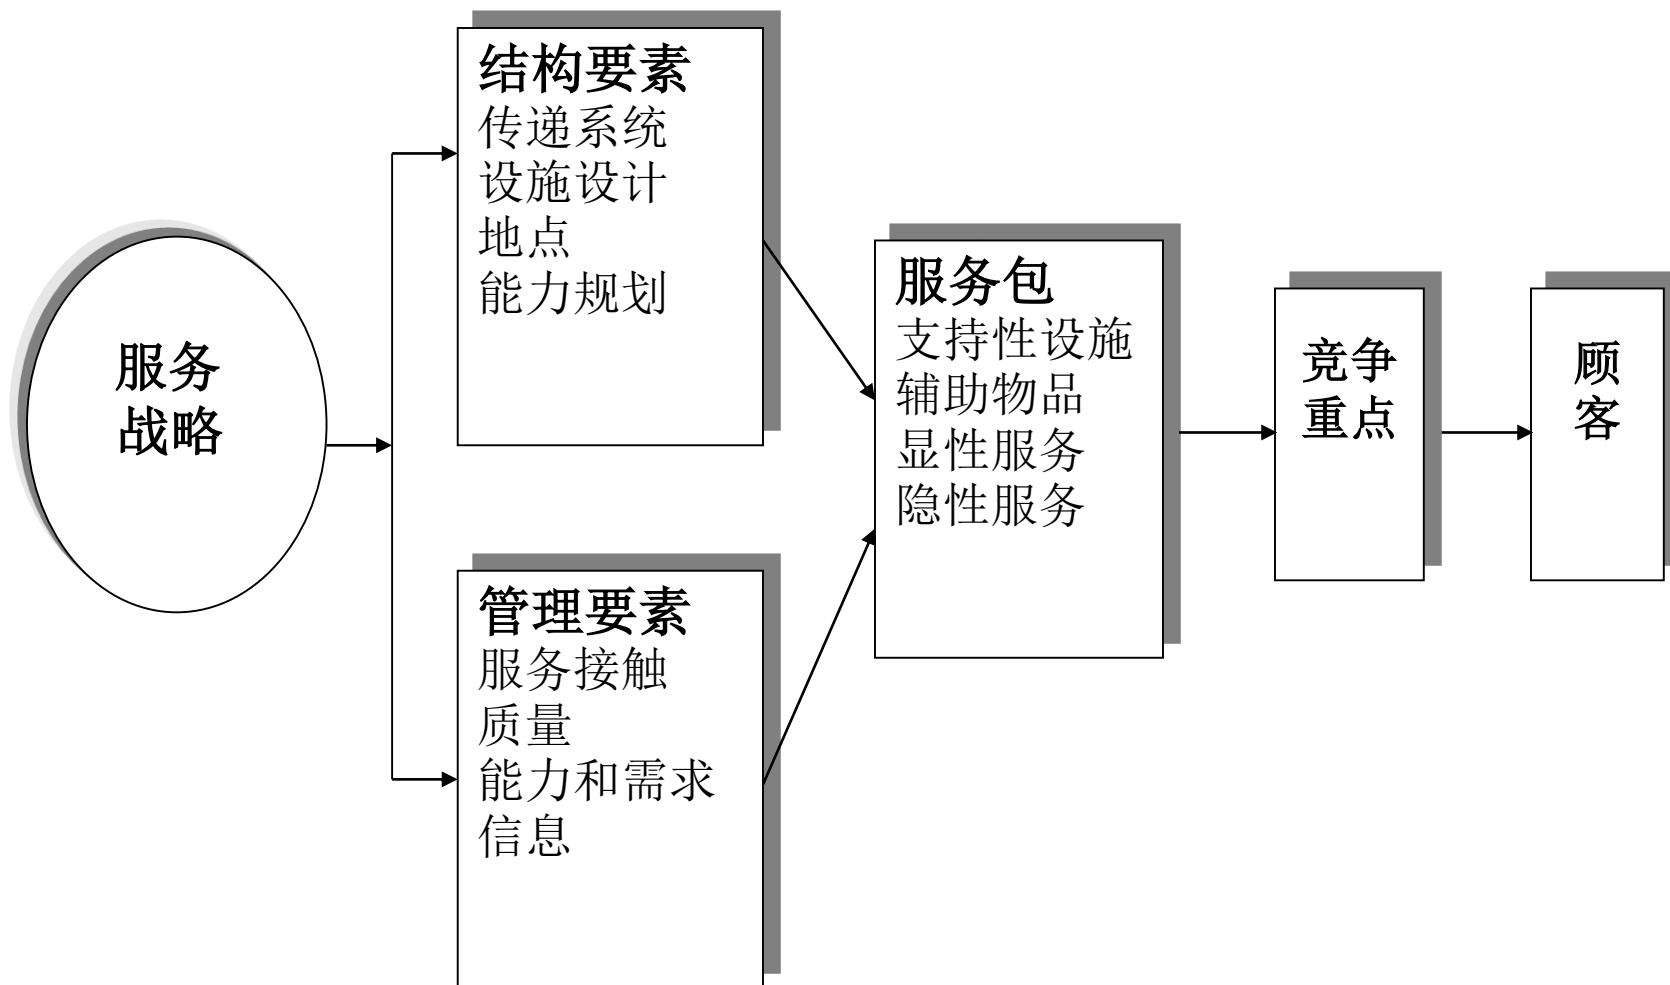 服务
战略
结构要素
传递系统
设施设计
地点
能力规划
管理要素
服务接触
质量
能力和需求
信息
服务包
支持性设施
辅助物品
显性服务
隐性服务
竞争
重点
顾
客